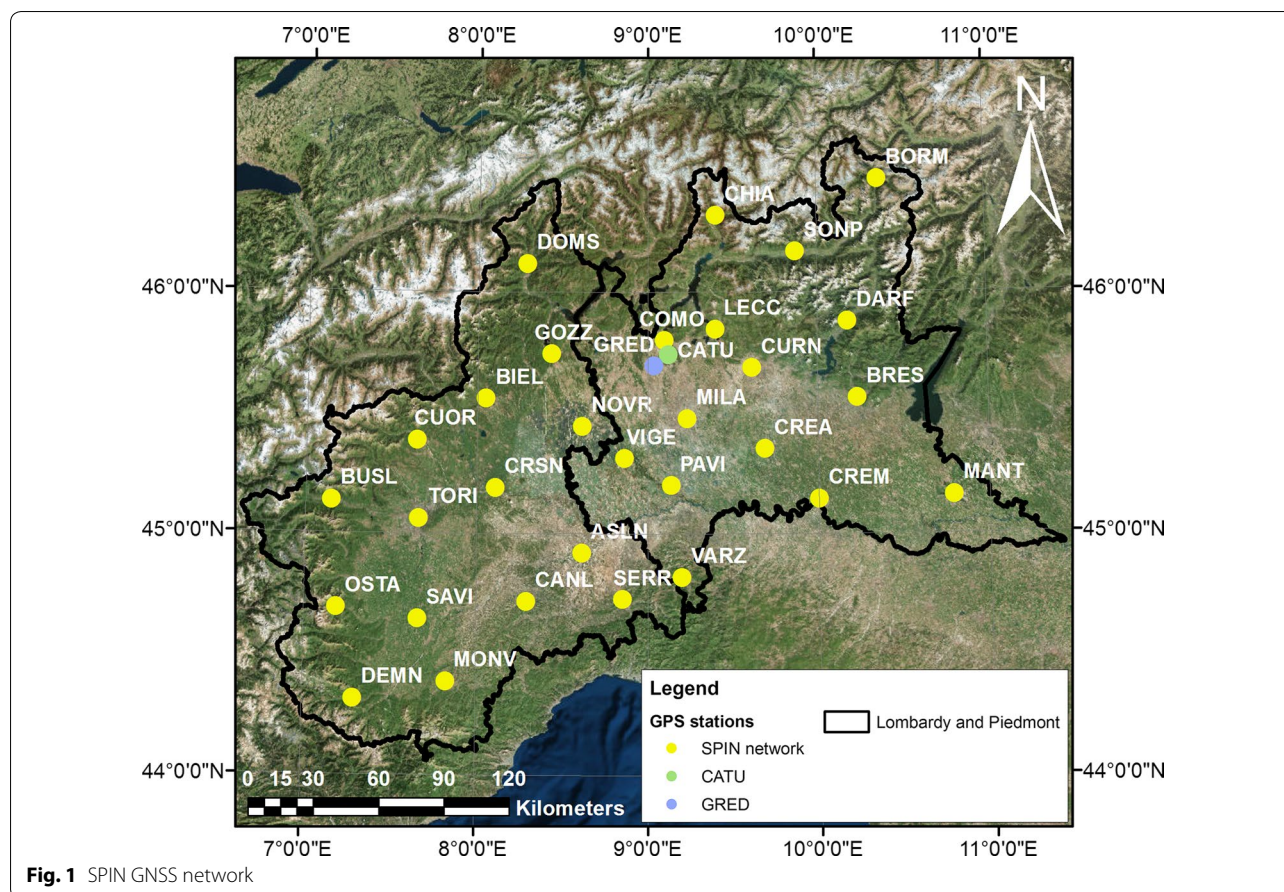 7°0'0"E 8°0'0"E 9°0'0"E 10°0'0"E 11°0'0"E
N
BORM
CHIA
SONP
DOMS
46°0'0"N 46°0'0"N
DARF
LECC
COMO
GOZZ GRED CATU CURN
BIEL BRES
NOVR MILA
CUOR VIGE CREA
BUSL CRSN PAVI CREM MANT
TORI
45°0'0"N 45°0'0"N
ASLN
VARZ
OSTA SAVI CANL SERR
DEMN MONV
Legend
GPS stations Lombardy and Piedmont
SPIN network
44°0'0"N CATU 44°0'0"N
0 15 30 60 90 120
Kilometers GRED
7°0'0"E 8°0'0"E 9°0'0"E 10°0'0"E 11°0'0"E
Fig. 1 SPIN GNSS network